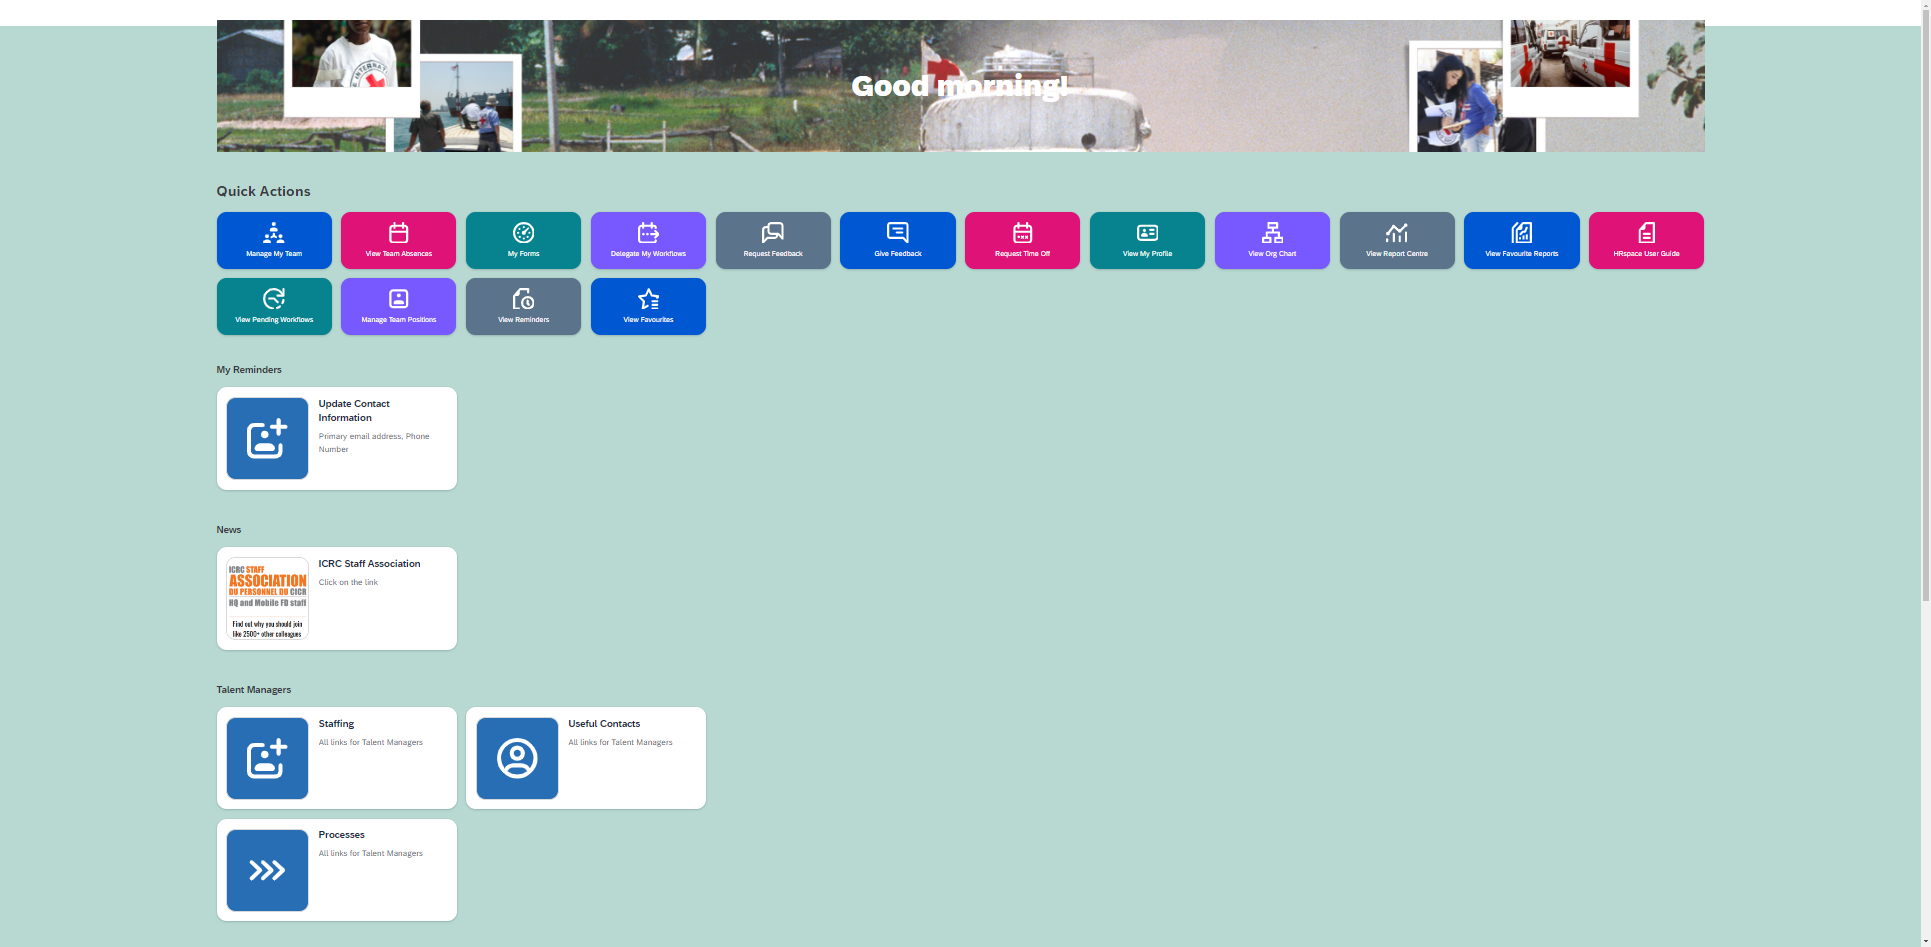 Good morning!
Quick Actions
Manage My Team
View Team Absences
My Forms
Delegate My Workflows
Request Feedback
Give Feedback
Request Time Off
View My Profile
View Org Chart
View Report Centre
View Favourite Reports
HRspace User Guide
View Pending Workflows
Manage Team Positions
View Reminders
View Favourites
My Reminders
Update Contact
Information
Primary email address, Phone
Number
News
ICRC STAFF
ASSOCIATION
DU PERSONNEL DU CICR
HQ and Mobile FD staff
Find out why you should join
like 2500+ other colleagues
ICRC Staff Association
Click on the link
Talent Managers
Staffing
All links for Talent Managers
Useful Contacts
All links for Talent Managers
Processes
All links for Talent Managers